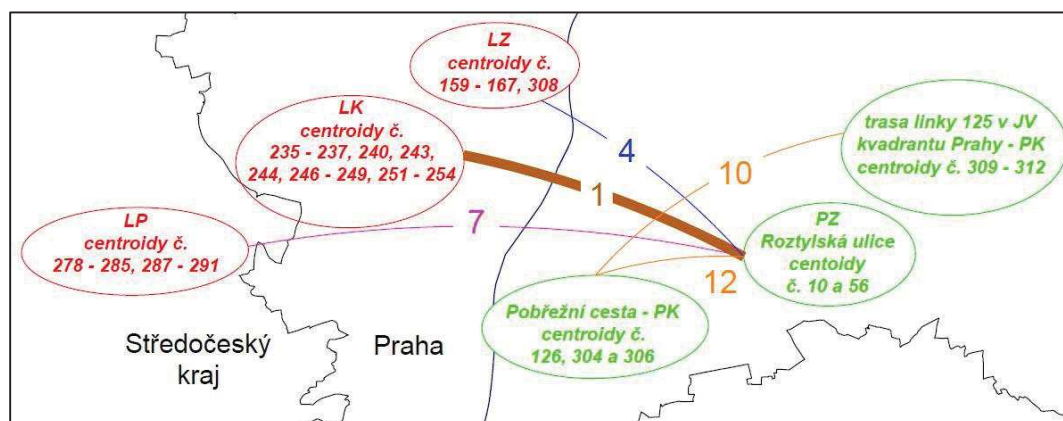 LZ
centroidy č.
159 - 167, 308
LK
centroidy č.
235 - 237, 240, 243,
244, 246 - 249, 251 - 254
LP
centroidy č.
278 - 285, 287 - 291
trasa linky 125 v JV
kvadrantu Prahy - PK
centroidy č. 309 - 312
4
10
1
7
12
PZ
Roztylská ulice
centoidy
č. 10 a 56
Pobřežní cesta - PK
centroidy č.
126, 304 a 306
Středočeský
kraj
Praha